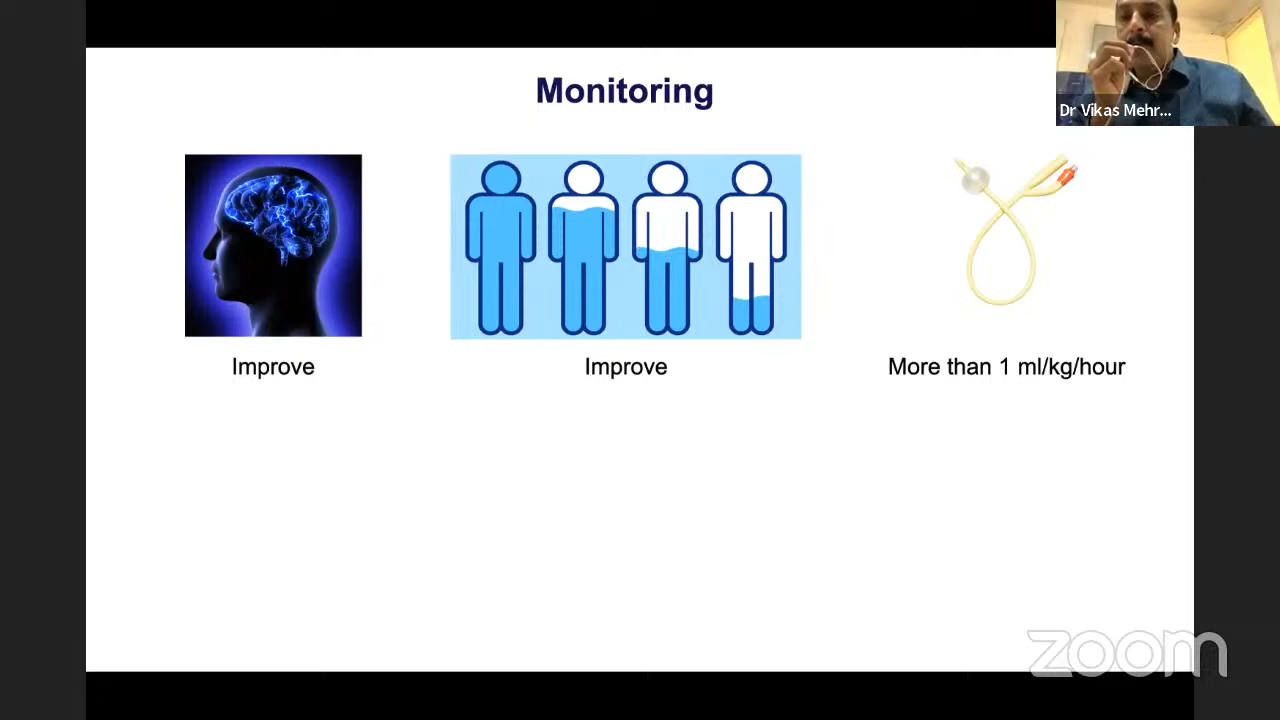 Monitoring
Dr Vikas Mehr...
Improve
Improve
More than 1 ml/kg/hour
zoom